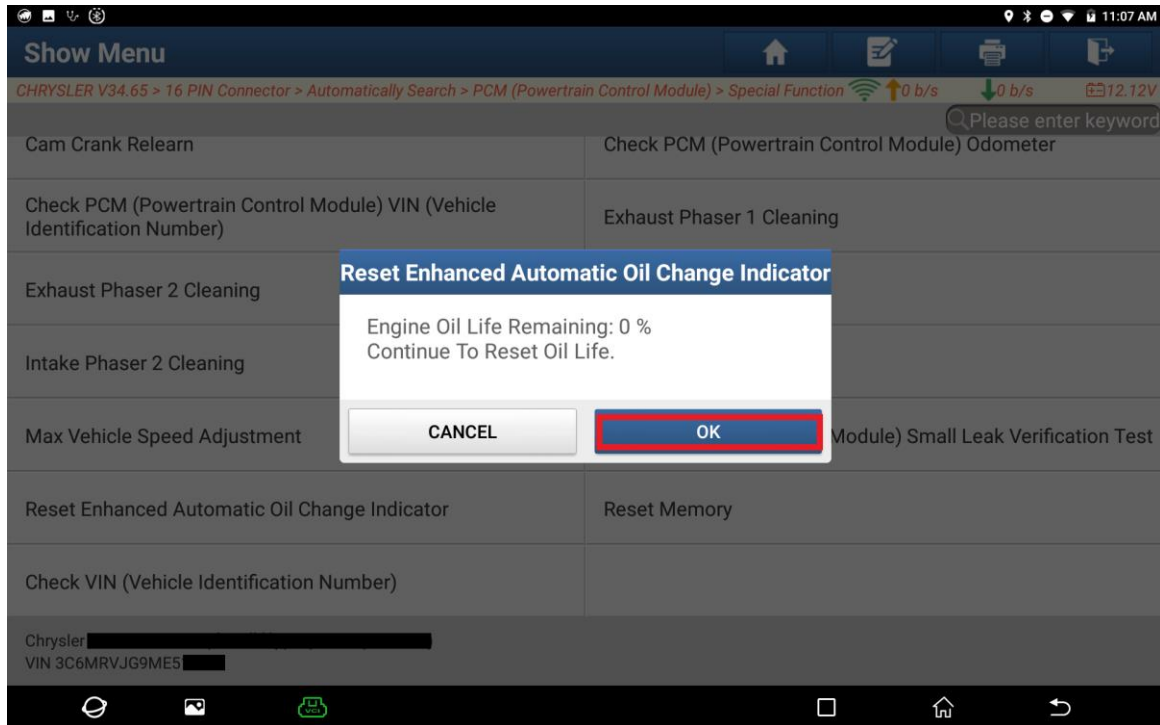 11:07 AM
Show Menu
CHRYSLER V34.65 > 16 PIN Connector > Automatically Search > PCM (Powertrain Control Module) > Special Function 0 b/s 0 b/s 12.12V
Please enter keyword
Cam Crank Relearn
Check PCM (Powertrain Control Module) Odometer
Check PCM (Powertrain Control Module) VIN (Vehicle
Identification Number)
Exhaust Phaser 1 Cleaning
Exhaust Phaser 2 Cleaning
Reset Enhanced Automatic Oil Change Indicator
Engine Oil Life Remaining: 0 %
Continue To Reset Oil Life.
CANCEL
OK
Intake Phaser 2 Cleaning
Max Vehicle Speed Adjustment
Module) Small Leak Verification Test
Reset Enhanced Automatic Oil Change Indicator
Reset Memory
Check VIN (Vehicle Identification Number)
Chrysler
VIN 3C6MRVJG9ME5
VCI